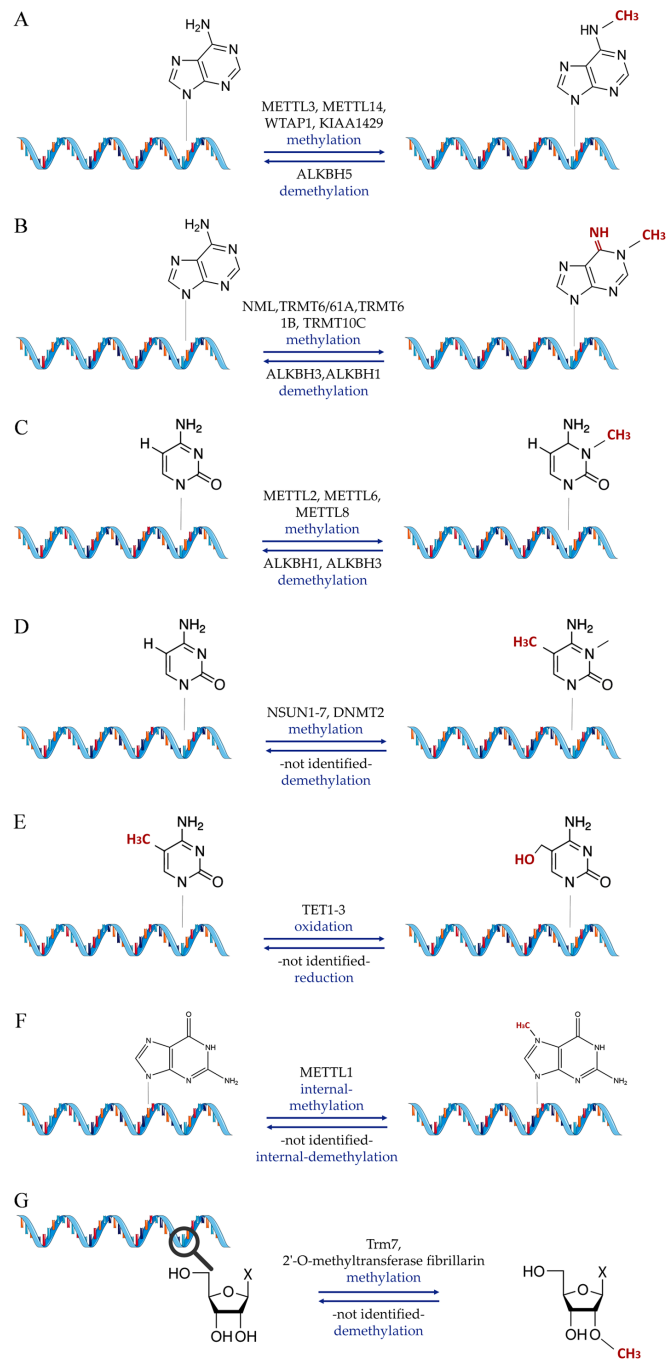 A
H₂N
N
N
N
N
METTL3, METTL14,
WTAP1, KIAA1429
methylation
ALKBH5
demethylation
HN
CH₃
N
N
N
N
B
H₂N
N
N
N
N
NML,TRMT6/61A,TRMT6
1B, TRMT10C
methylation
ALKBH3,ALKBH1
demethylation
NH
CH₃
N
N
N
N
C
NH₂
H
N
N
O
METTL2, METTL6,
METTL8
methylation
ALKBH1, ALKBH3
demethylation
NH₂
CH₃
H
N
N
O
D
NH₂
H
N
N
O
NSUN1-7, DNMT2
methylation
-not identified-
demethylation
NH₂
H₃C
N
N
O
E
NH₂
H₃C
N
N
O
TET1-3
oxidation
-not identified-
reduction
NH₂
HO
N
N
O
F
O
N
NH
N
N
NH₂
METTL1
internal-
methylation
-not identified-
internal-demethylation
O
H₃C
N
NH
N
N
NH₂
G
HO
X
O
OH OH
Trm7,
2'-O-methyltransferase fibrillarin
methylation
-not identified-
demethylation
HO
X
O
OH O
CH₃